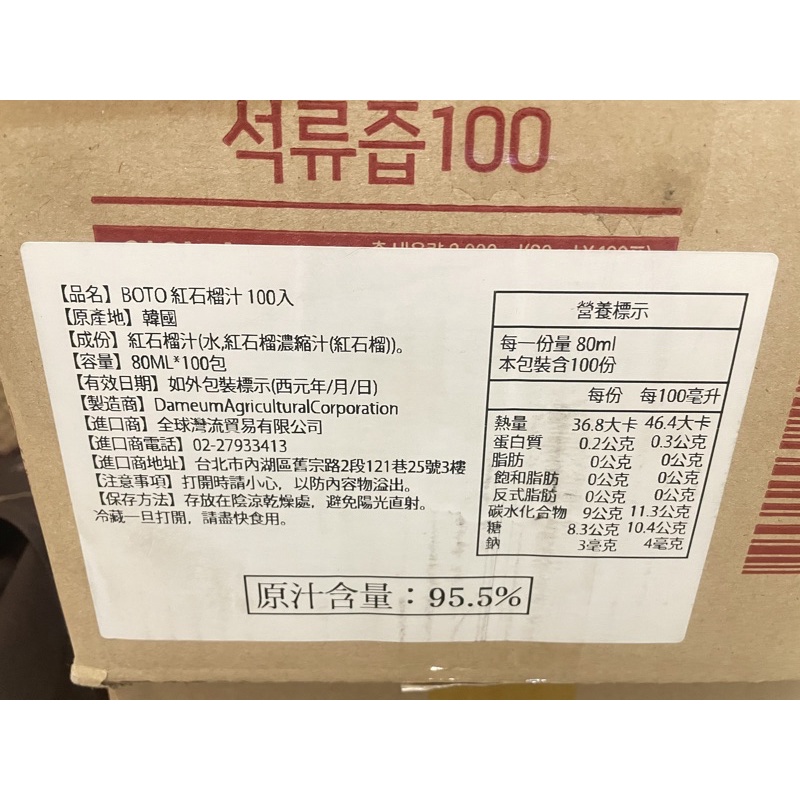 석류즙100
【品名】BOTO 紅石榴汁 100入
【原產地】韓國
【成份】紅石榴汁(水,紅石榴濃縮汁(紅石榴))。
【容量】80ML*100包
【有效日期】如外包裝標示(西元年/月/日)
【製造商】DameumAgriculturalCorporation
【進口商】全球灣流貿易有限公司
【進口商電話】02-27933413
【進口商地址】台北市內湖區舊宗路2段121巷25號3樓
【注意事項】打開時請小心，以防內容物溢出。
【保存方法】存放在陰涼乾燥處，避免陽光直射。
冷藏一旦打開，請盡快食用。
營養標示
每一份量 80ml
本包裝含100份
每份 每100毫升
熱量 36.8大卡 46.4大卡
蛋白質 0.2公克 0.3公克
脂肪 0公克 0公克
飽和脂肪 0公克 0公克
反式脂肪 0公克 0公克
碳水化合物 9公克 11.3公克
糖 8.3公克 10.4公克
鈉 3毫克 4毫克
原汁含量：95.5%